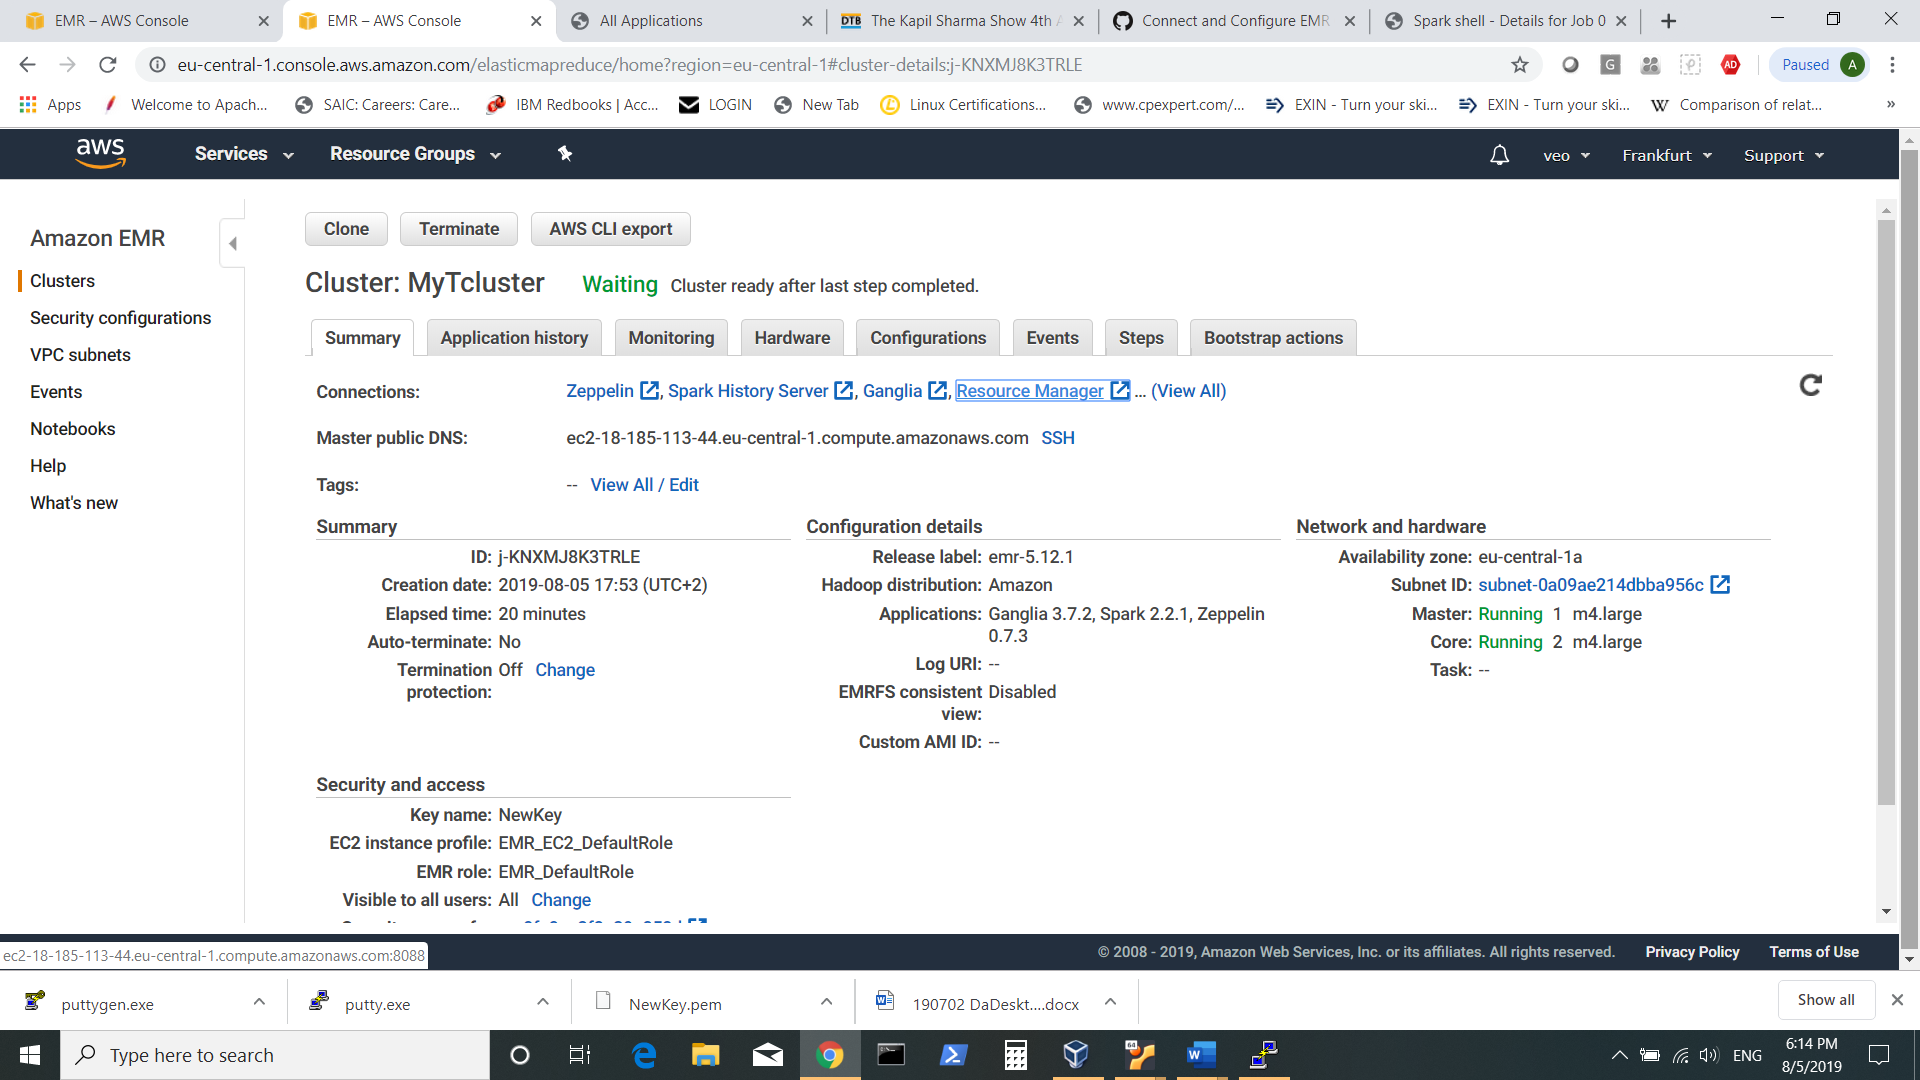 EMR – AWS Console
EMR – AWS Console
All Applications
The Kapil Sharma Show 4th
Connect and Configure EMR
Spark shell - Details for Job 0
eu-central-1.console.aws.amazon.com/elasticmapreduce/home?region=eu-central-1#cluster-details:j-KNXMJ8K3TRLE
G
AD
Paused
A
Apps
Welcome to Apach...
SAIC: Careers: Care...
IBM Redbooks | Acc...
LOGIN
New Tab
Linux Certifications...
www.cpexpert.com/...
EXIN - Turn your ski...
EXIN - Turn your ski...
W Comparison of relat...
»
aws
Services
Resource Groups
veo
Frankfurt
Support
Amazon EMR
Clusters
Security configurations
VPC subnets
Events
Notebooks
Help
What's new
Clone
Terminate
AWS CLI export
Cluster: MyTcluster Waiting Cluster ready after last step completed.
Summary
Application history
Monitoring
Hardware
Configurations
Events
Steps
Bootstrap actions
Connections: Zeppelin, Spark History Server, Ganglia, Resource Manager ... (View All)
Master public DNS: ec2-18-185-113-44.eu-central-1.compute.amazonaws.com SSH
Tags: -- View All / Edit
Summary
ID: j-KNXMJ8K3TRLE
Creation date: 2019-08-05 17:53 (UTC+2)
Elapsed time: 20 minutes
Auto-terminate: No
Termination Off Change
protection:
Configuration details
Release label: emr-5.12.1
Hadoop distribution: Amazon
Applications: Ganglia 3.7.2, Spark 2.2.1, Zeppelin
0.7.3
Log URI: --
EMRFS consistent Disabled
view:
Custom AMI ID: --
Network and hardware
Availability zone: eu-central-1a
Subnet ID: subnet-0a09ae214dbba956c
Master: Running 1 m4.large
Core: Running 2 m4.large
Task: --
Security and access
Key name: NewKey
EC2 instance profile: EMR_EC2_DefaultRole
EMR role: EMR_DefaultRole
Visible to all users: All Change
ec2-18-185-113-44.eu-central-1.compute.amazonaws.com:8088
© 2008 - 2019, Amazon Web Services, Inc. or its affiliates. All rights reserved.
Privacy Policy
Terms of Use
puttygen.exe
putty.exe
NewKey.pem
190702 DaDeskt....docx
Show all
Type here to search
64
ENG
6:14 PM
8/5/2019